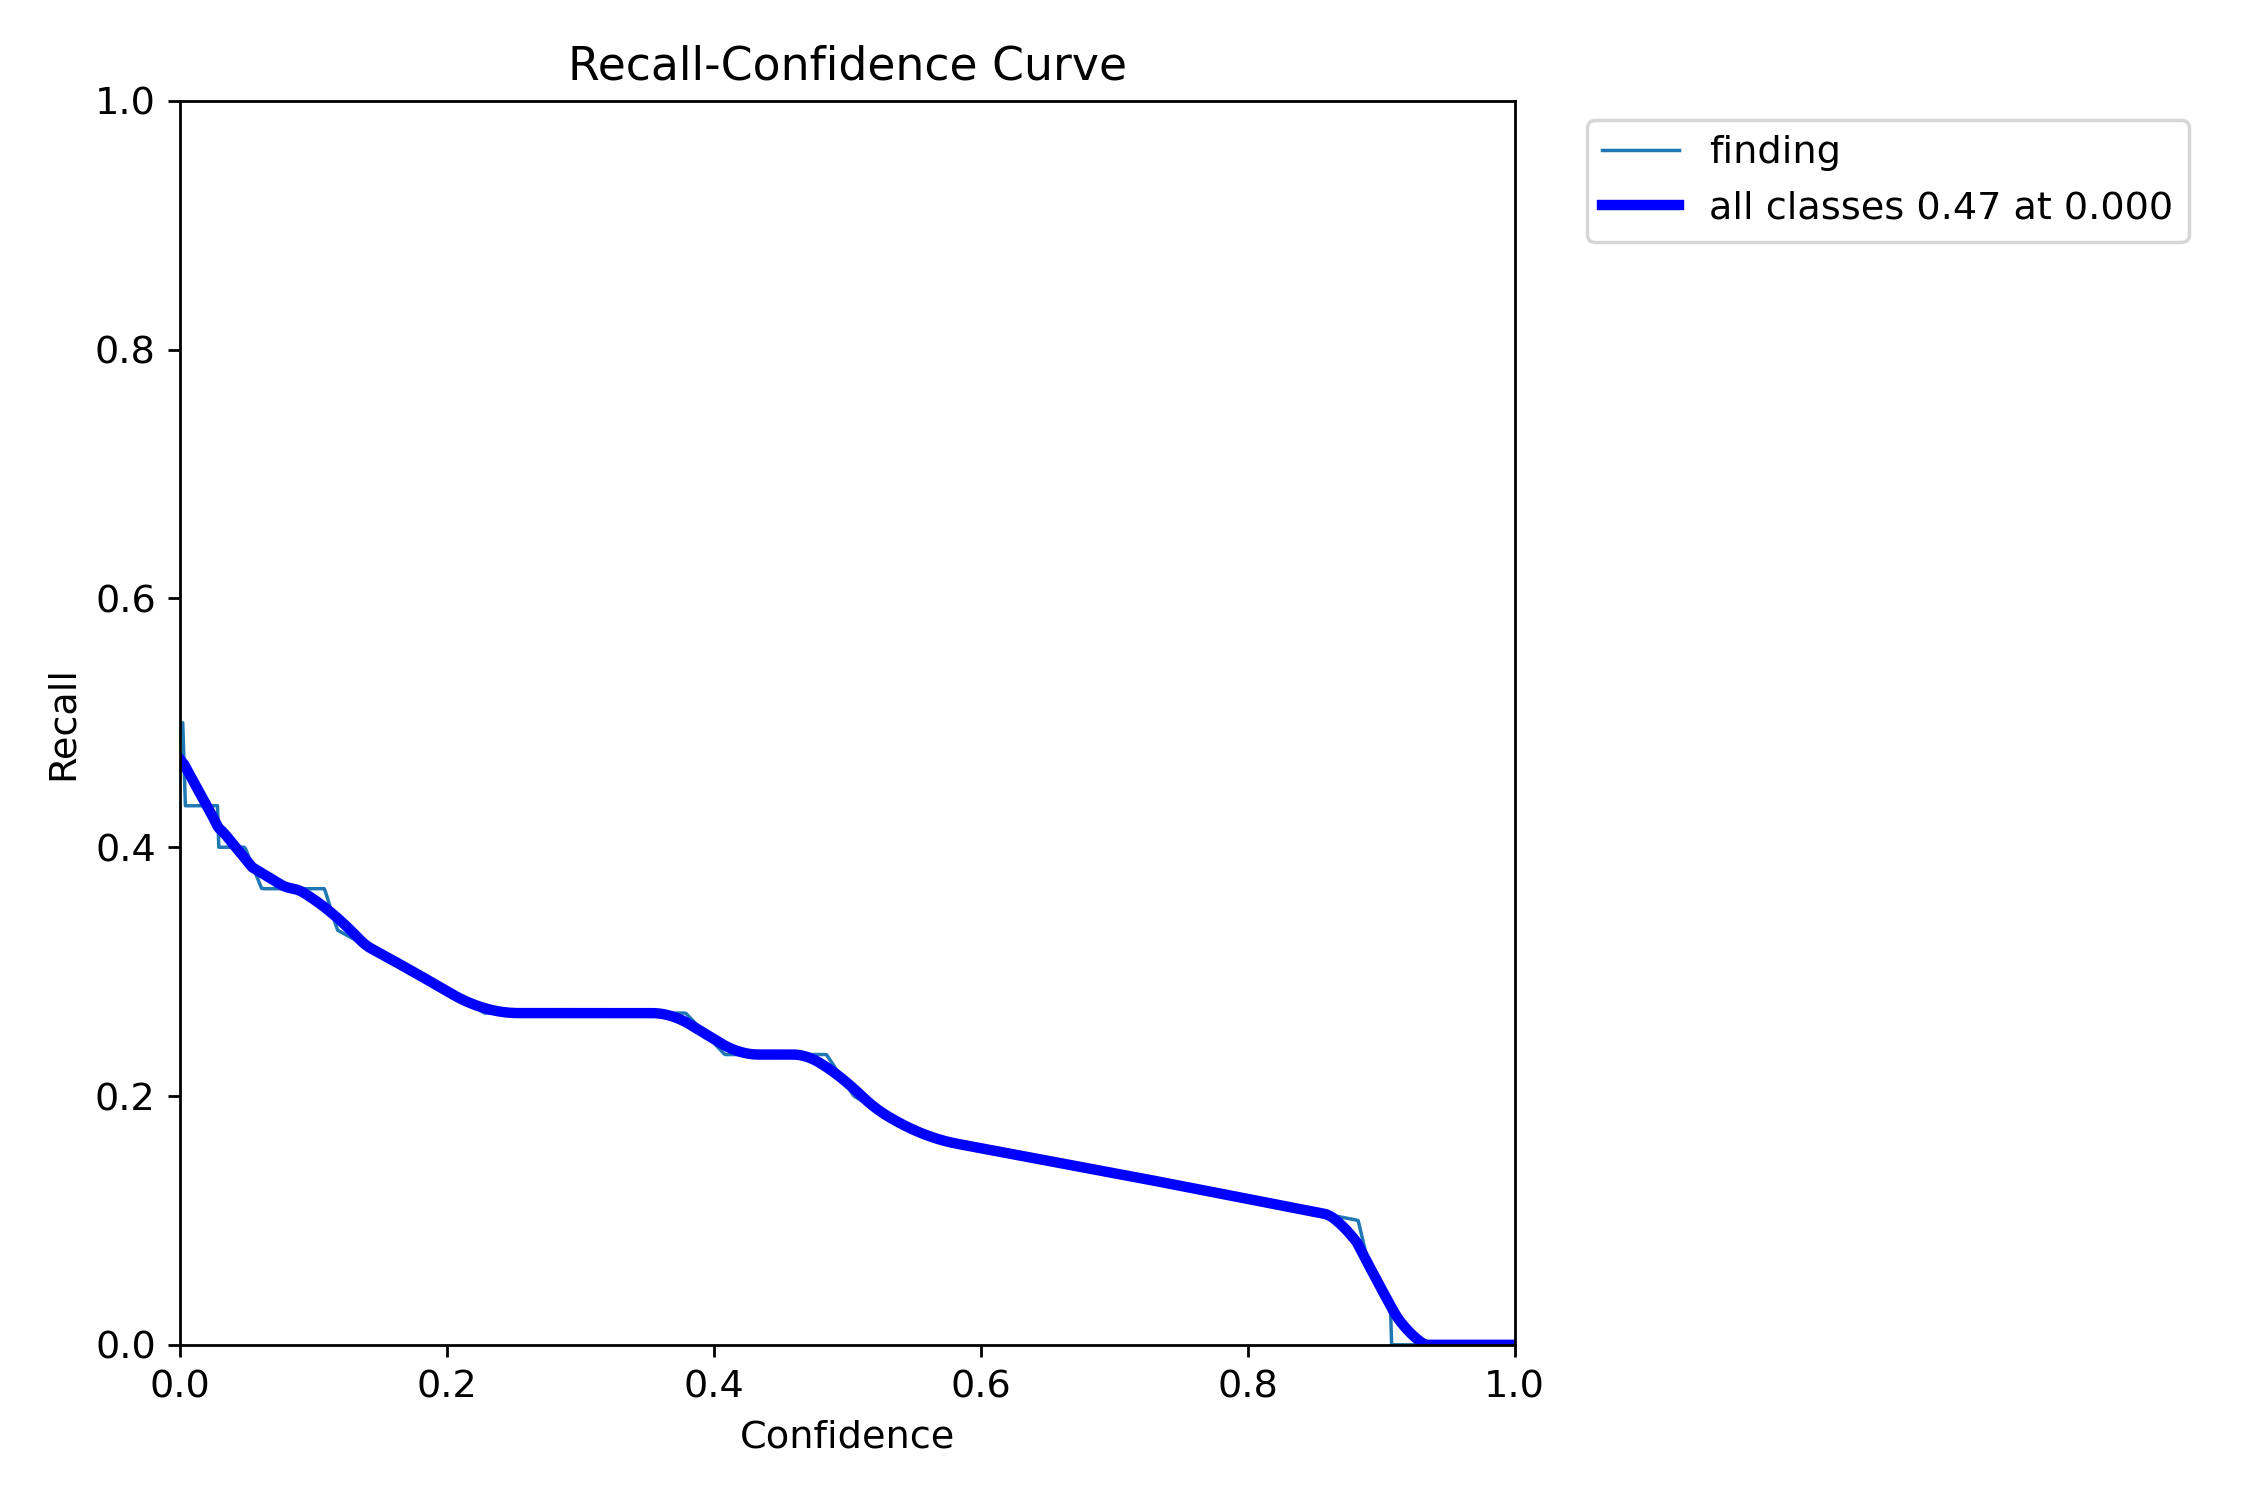 Recall-Confidence Curve
1.0
0.8
0.6
0.4
0.2
0.0
Recall
0.0 0.2 0.4 0.6 0.8 1.0
Confidence
finding
all classes 0.47 at 0.000